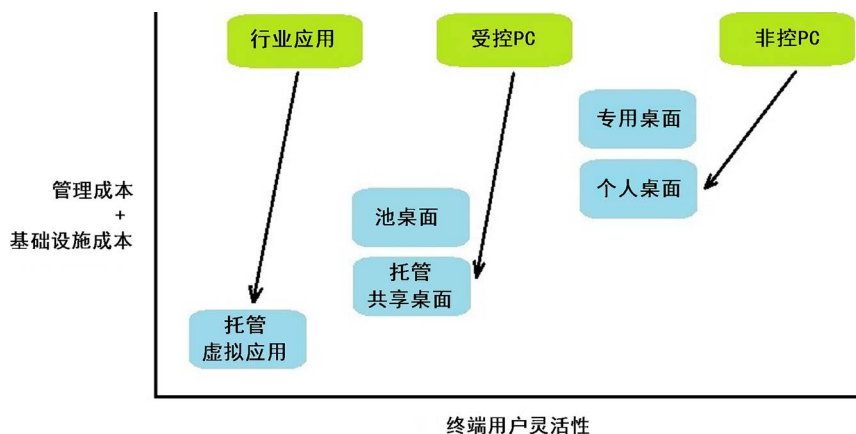 行业应用
受控PC
非控PC
专用桌面
个人桌面
管理成本
+
基础设施成本
池桌面
托管
共享桌面
托管
虚拟应用
终端用户灵活性